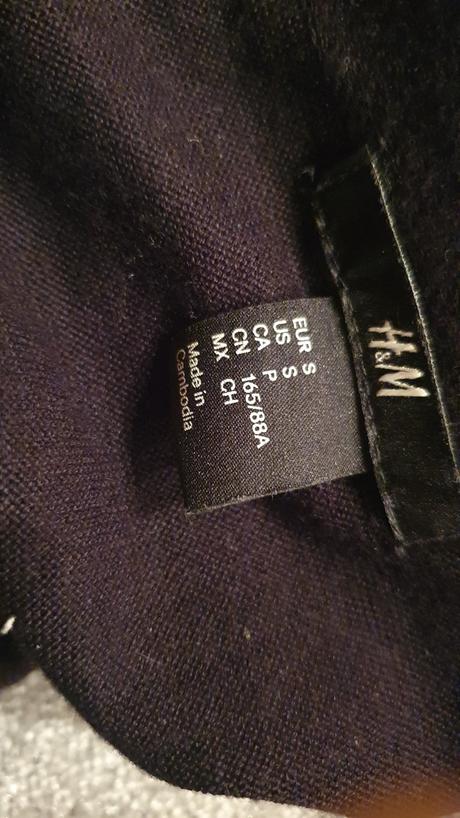 H&M
EUR S
US S
CA P
CN 165/88A
MX CH
Made in
Cambodia